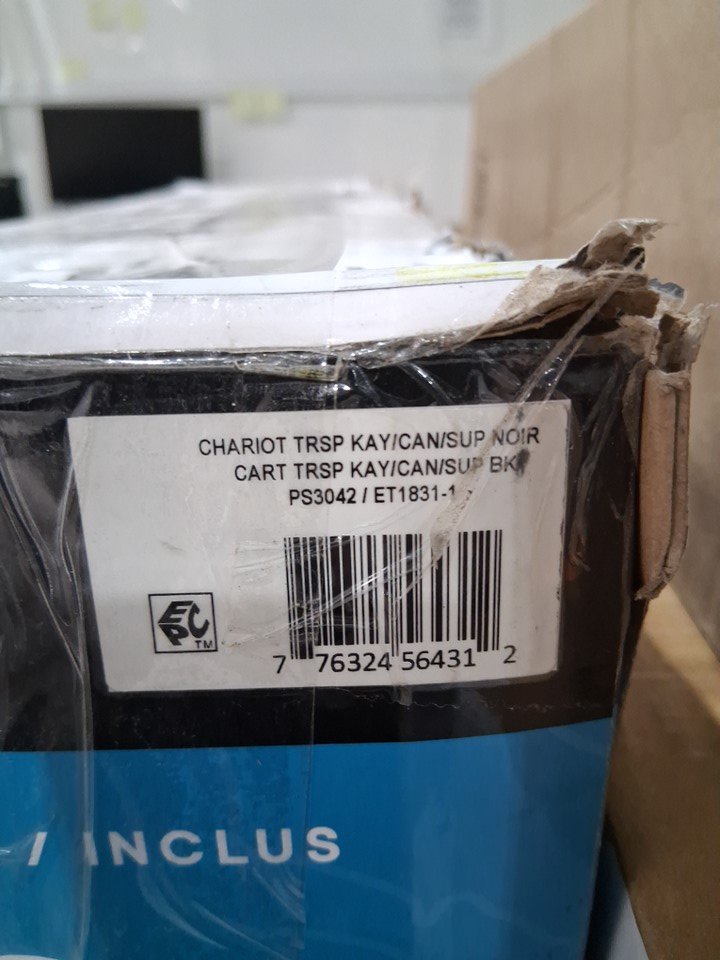 CHARIOT TRSP KAY/CAN/SUP NOIR
CART TRSP KAY/CAN/SUP BK
PS3042 / ET1831-1
EPC
TM
7 76324 56431 2
/ INCLUS